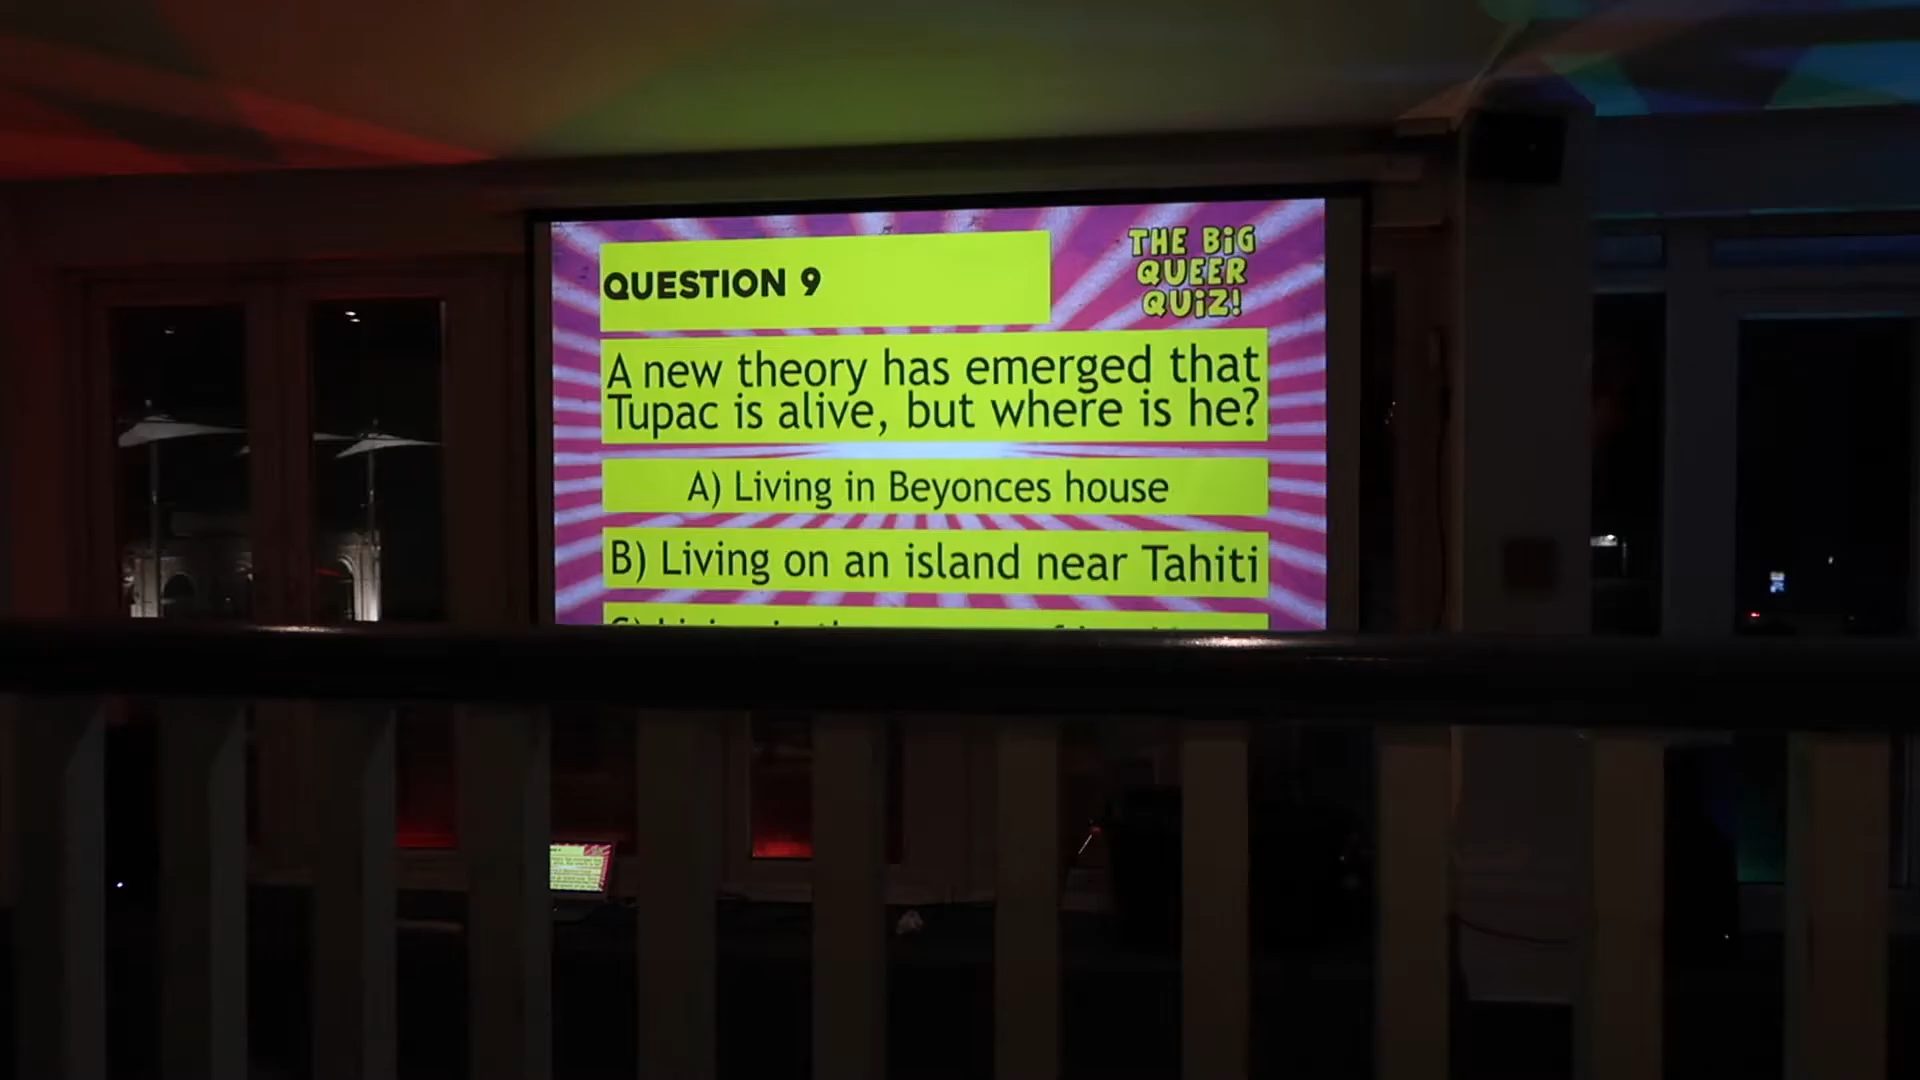 QUESTION 9
THE BiG
QUEER
QUiZ!
A new theory has emerged that
Tupac is alive, but where is he?
A) Living in Beyonces house
B) Living on an island near Tahiti